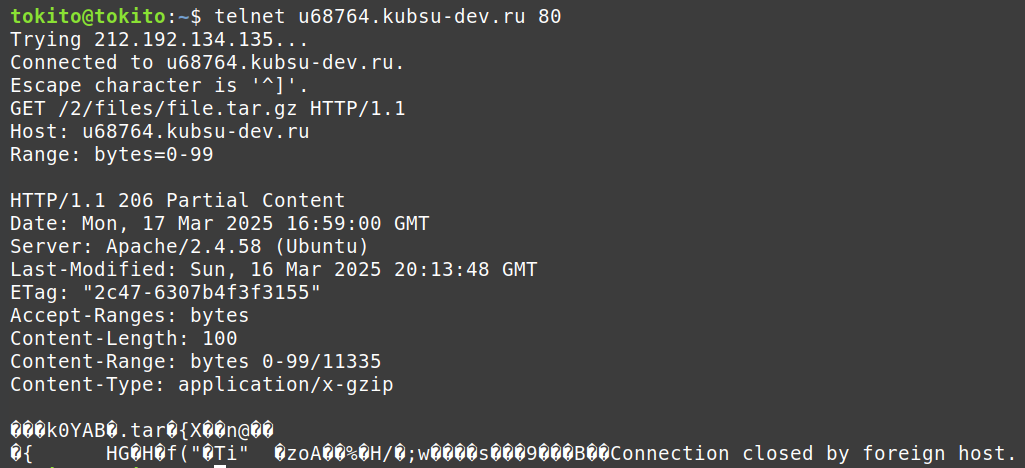 tokito@tokito:~$ telnet u68764.kubsu-dev.ru 80
Trying 212.192.134.135...
Connected to u68764.kubsu-dev.ru.
Escape character is '^]'.
GET /2/files/file.tar.gz HTTP/1.1
Host: u68764.kubsu-dev.ru
Range: bytes=0-99

HTTP/1.1 206 Partial Content
Date: Mon, 17 Mar 2025 16:59:00 GMT
Server: Apache/2.4.58 (Ubuntu)
Last-Modified: Sun, 16 Mar 2025 20:13:48 GMT
ETag: "2c47-6307b4f3f3155"
Accept-Ranges: bytes
Content-Length: 100
Content-Range: bytes 0-99/11335
Content-Type: application/x-gzip

���k0YAB�.tar�{X��n@��
�{      HG�H�f("�Ti"  �zoA��%�H/�;w����s���9���B��Connection closed by foreign host.